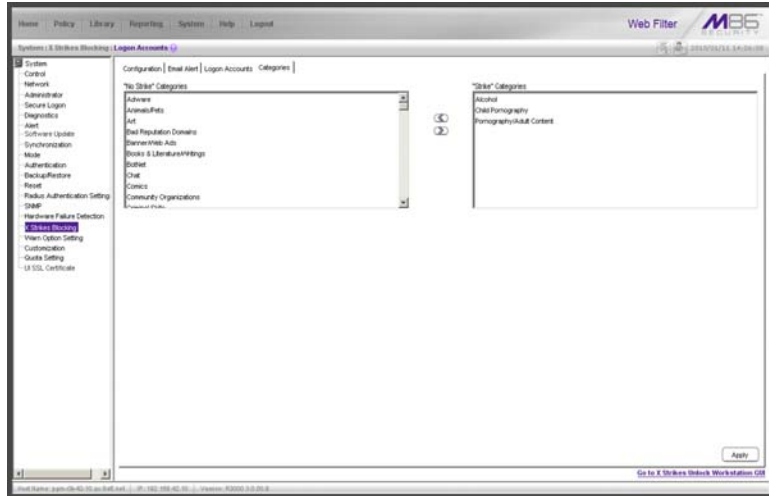 Home Policy Library Reporting System Help Logout
Web Filter
M86
SECURITY
System : X Strikes Blocking : Logon Accounts
System
Control
Network
Administrator
Secure Logon
Diagnostics
Alert
Software Update
Synchronization
Mode
Authentication
Backup/Restore
Reset
Radius Authentication Setting
SNMP
Hardware Failure Detection
X Strikes Blocking
Warn Option Setting
Customization
Quota Setting
UI SSL Certificate
Configuration Email Alert Logon Accounts Categories
"No Strike" Categories
Adware
Animals/Pets
Art
Bad Reputation Domains
Banner/Web Ads
Books & Literature/Writings
BotNet
Chat
Comics
Community Organizations
Criminal Skills
"Strike" Categories
Alcohol
Child Pornography
Pornography/Adult Content
Apply
Go to X Strikes Unlock Workstation GUI